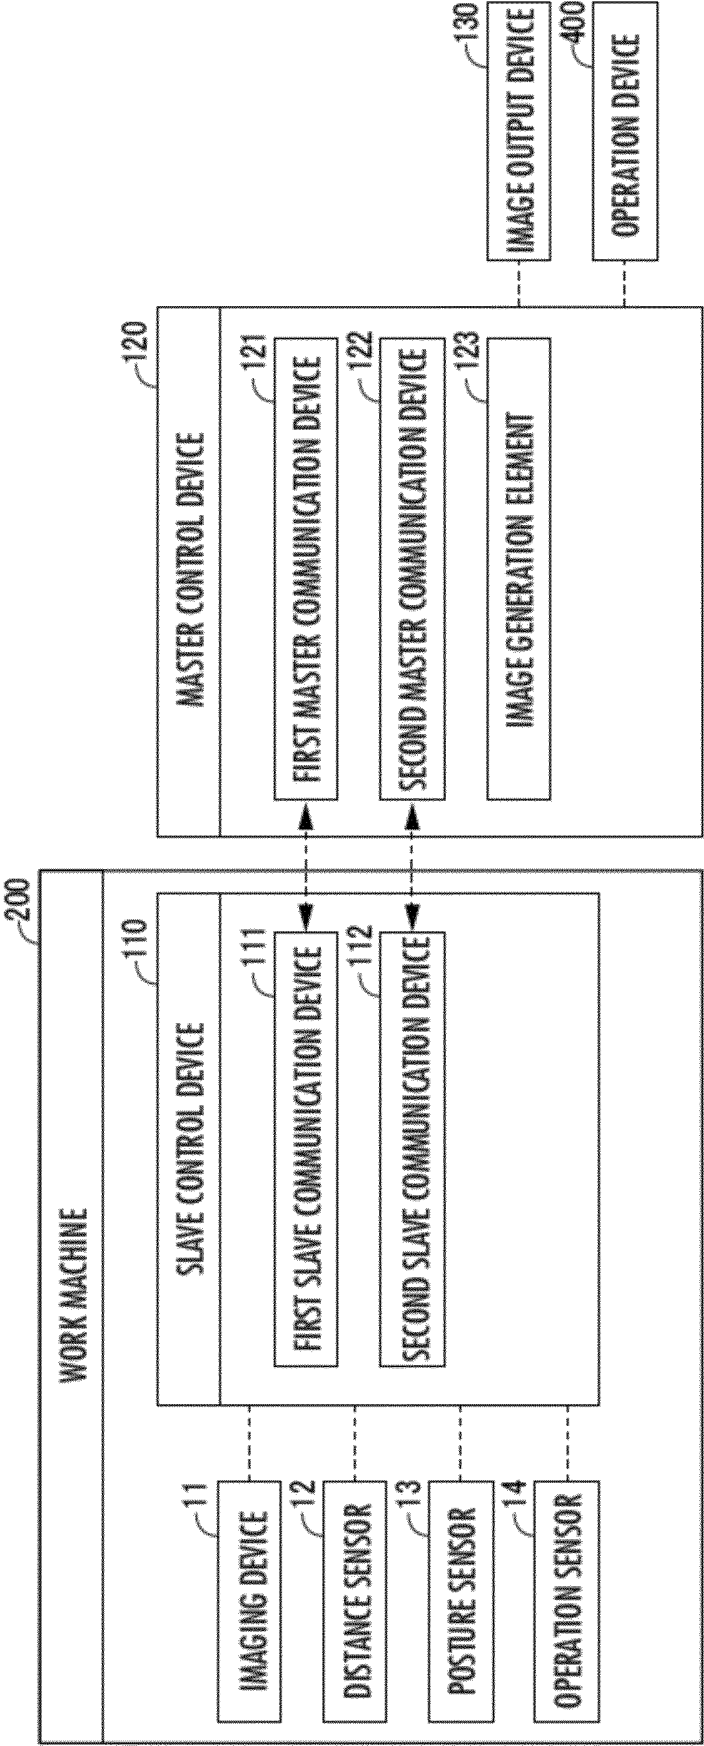 200
WORK MACHINE
11
IMAGING DEVICE
12
DISTANCE SENSOR
13
POSTURE SENSOR
14
OPERATION SENSOR
110
SLAVE CONTROL DEVICE
111
FIRST SLAVE COMMUNICATION DEVICE
112
SECOND SLAVE COMMUNICATION DEVICE
120
MASTER CONTROL DEVICE
121
FIRST MASTER COMMUNICATION DEVICE
122
SECOND MASTER COMMUNICATION DEVICE
123
IMAGE GENERATION ELEMENT
130
IMAGE OUTPUT DEVICE
400
OPERATION DEVICE